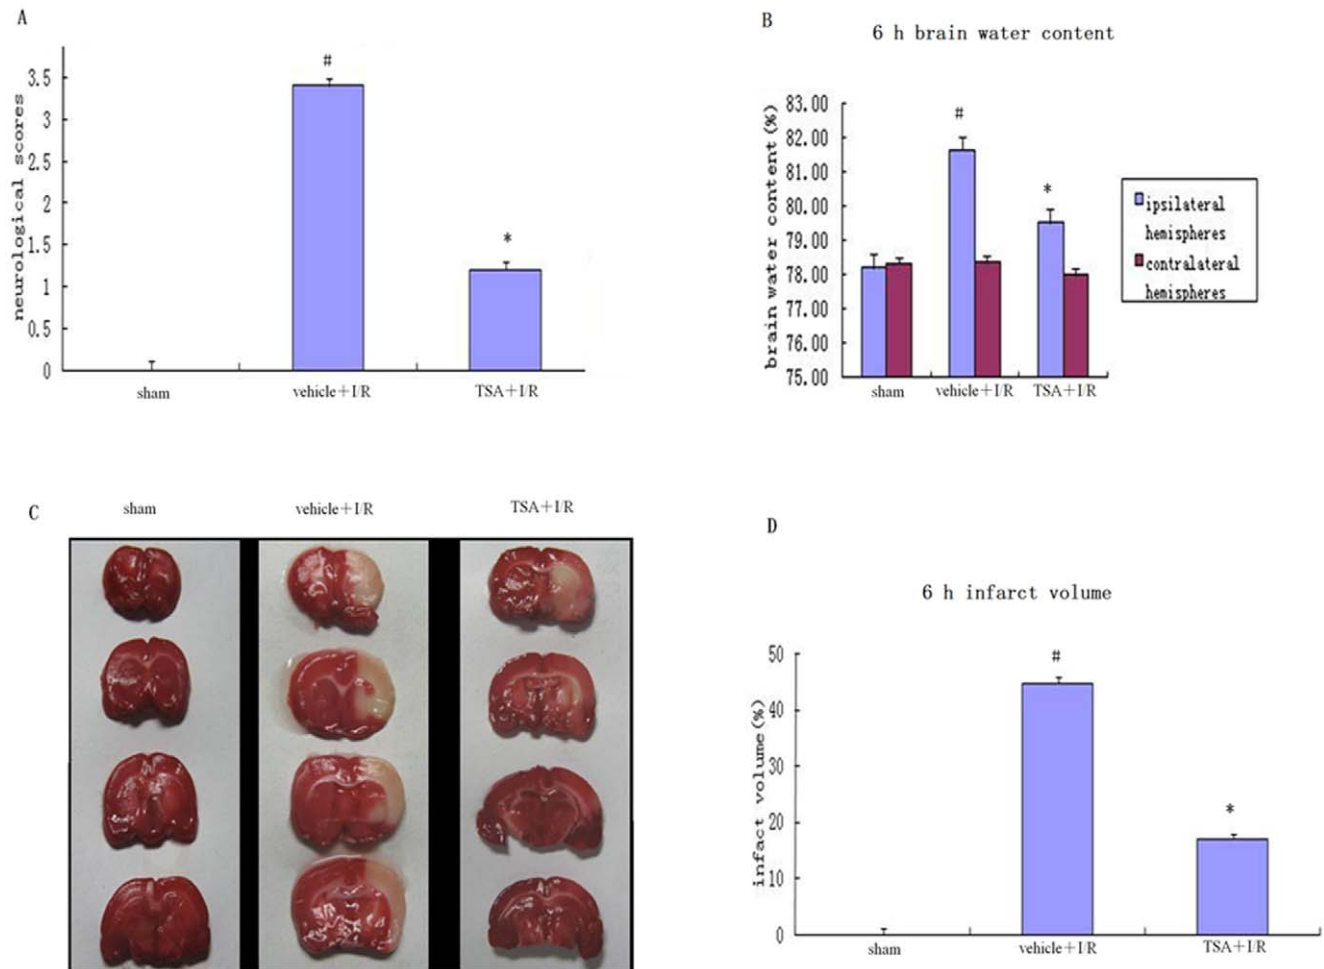 A
#
3.5
3
2.5
2
1.5
1
0.5
0
neurological scores
*
sham vehicle+I/R TSA+I/R
B
6 h brain water content
83.00
82.00
81.00
80.00
79.00
78.00
77.00
76.00
75.00
brain water content(%)
#
*
sham vehicle+I/R TSA+I/R
ipsilateral
hemispheres
contralateral
hemispheres
C
sham vehicle+I/R TSA+I/R
D
6 h infarct volume
50
40
30
20
10
0
infact volume(%)
#
*
sham vehicle+I/R TSA+I/R